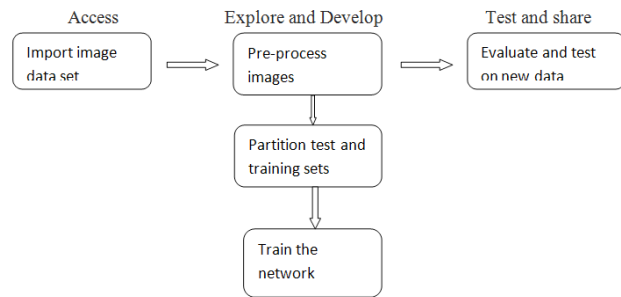 Access
Explore and Develop
Test and share
Import image
data set
Pre-process
images
Evaluate and test
on new data
Partition test and
training sets
Train the
network